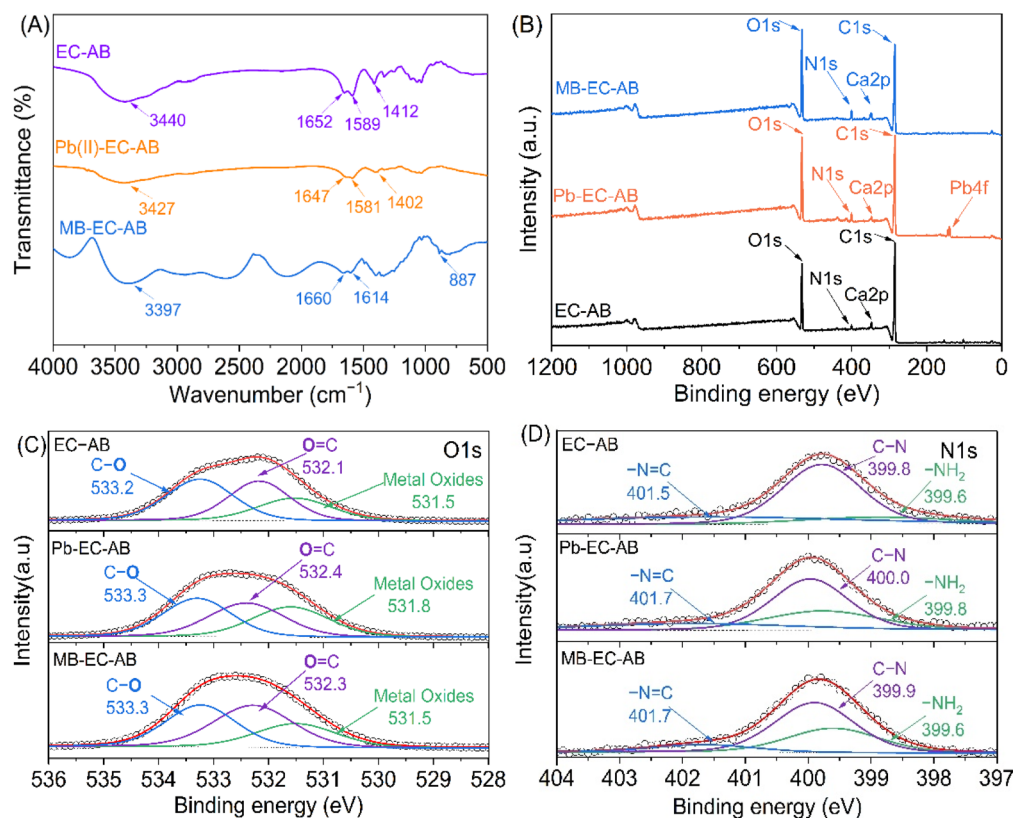 (A)
EC-AB
3440
1652
1589
1412
Pb(II)-EC-AB
3427
1647
1581
1402
MB-EC-AB
3397
1660
1614
887
Transmittance (%)
4000 3500 3000 2500 2000 1500 1000 500
Wavenumber (cm⁻¹)
(B)
O1s
C1s
N1s
Ca2p
MB-EC-AB
O1s
C1s
N1s
Ca2p
Pb4f
Pb-EC-AB
O1s
C1s
N1s
Ca2p
EC-AB
Intensity (a.u.)
1200 1000 800 600 400 200 0
Binding energy (eV)
(C)
EC-AB
O1s
C−O
533.2
O=C
532.1
Metal Oxides
531.5
Pb-EC-AB
C−O
533.3
O=C
532.4
Metal Oxides
531.8
MB-EC-AB
C−O
533.3
O=C
532.3
Metal Oxides
531.5
Intensity(a.u)
536 535 534 533 532 531 530 529 528
Binding energy (eV)
(D)
EC−AB
N1s
−N=C
401.5
C−N
399.8
−NH₂
399.6
Pb-EC-AB
−N=C
401.7
C−N
400.0
−NH₂
399.8
MB-EC-AB
−N=C
401.7
C−N
399.9
−NH₂
399.6
Intensity(a.u)
404 403 402 401 400 399 398 397
Binding energy (eV)